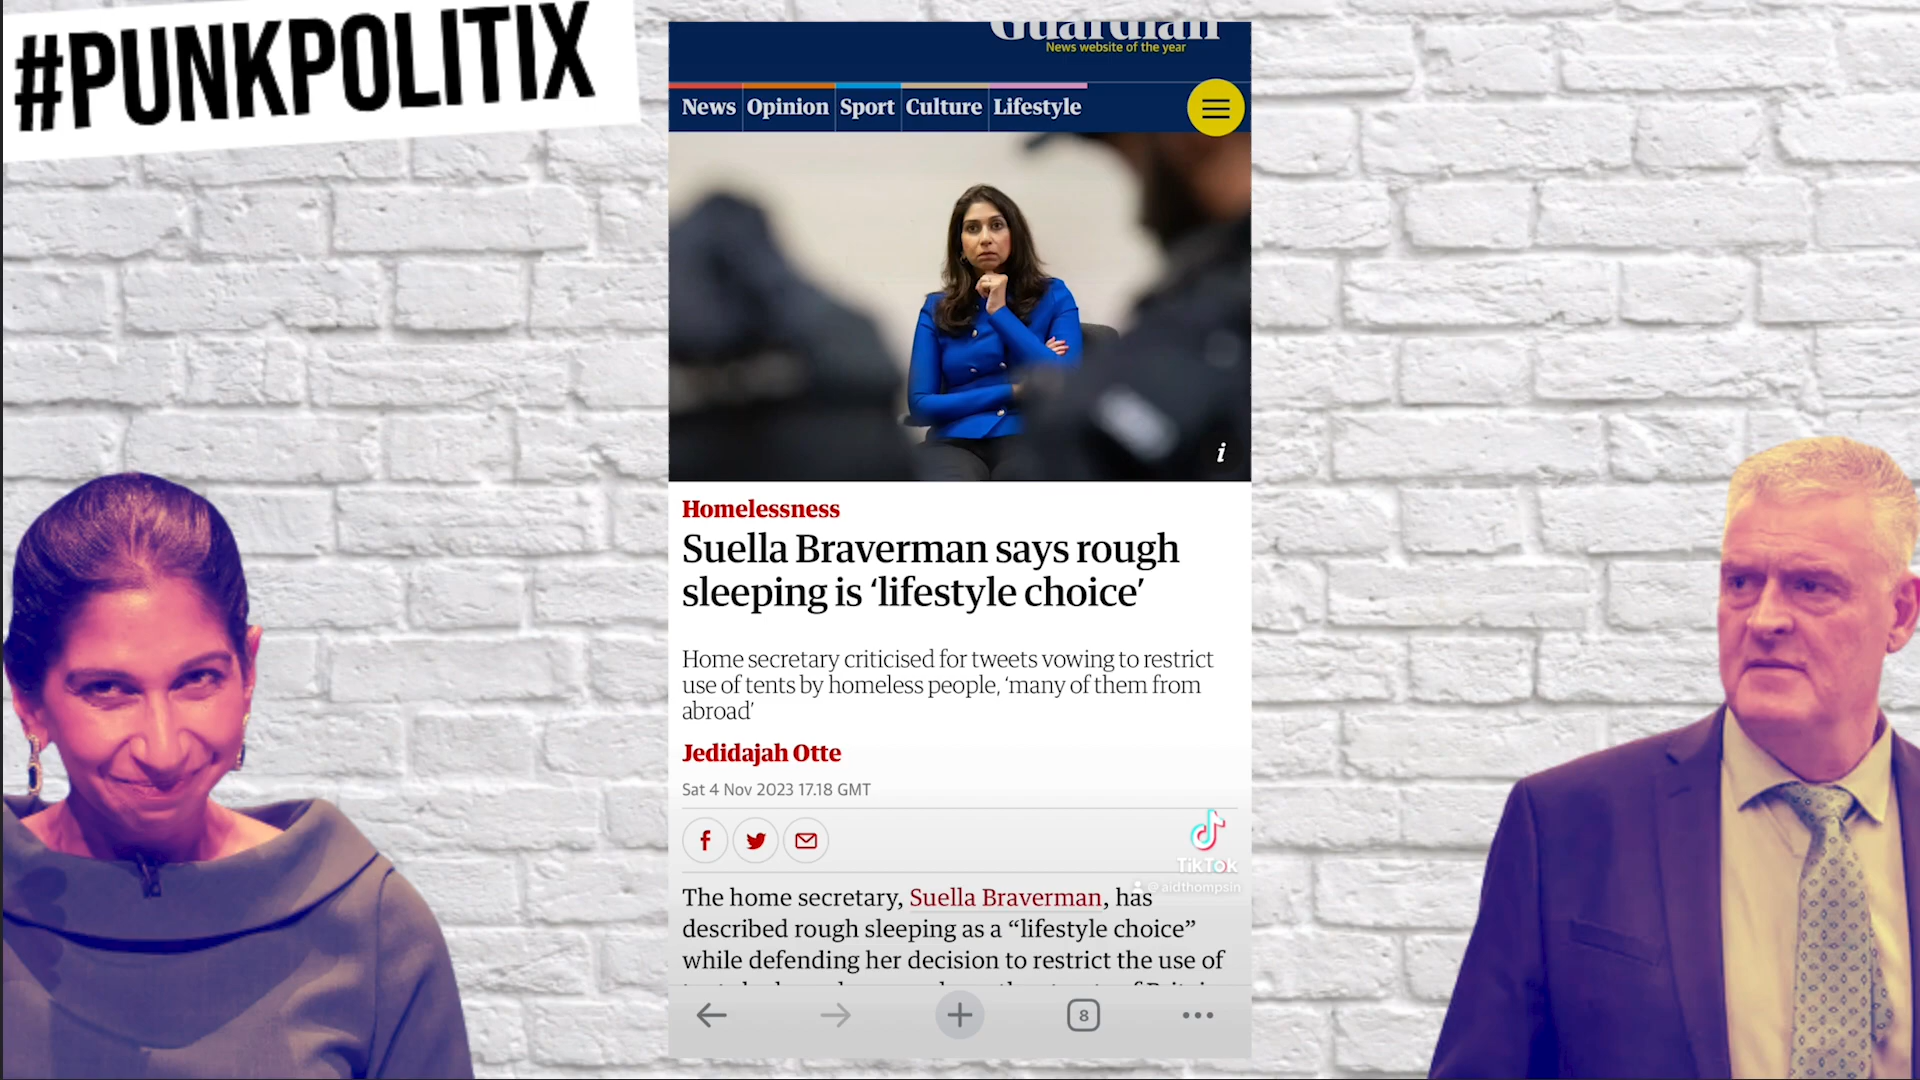 #PUNKPOLITIX
Guardian
News website of the year
News Opinion Sport Culture Lifestyle
i
Homelessness
Suella Braverman says rough
sleeping is ‘lifestyle choice’
Home secretary criticised for tweets vowing to restrict
use of tents by homeless people, ‘many of them from
abroad’
Jedidajah Otte
Sat 4 Nov 2023 17.18 GMT
TikTok
@aidthompsin
The home secretary, Suella Braverman, has
described rough sleeping as a “lifestyle choice”
while defending her decision to restrict the use of
8